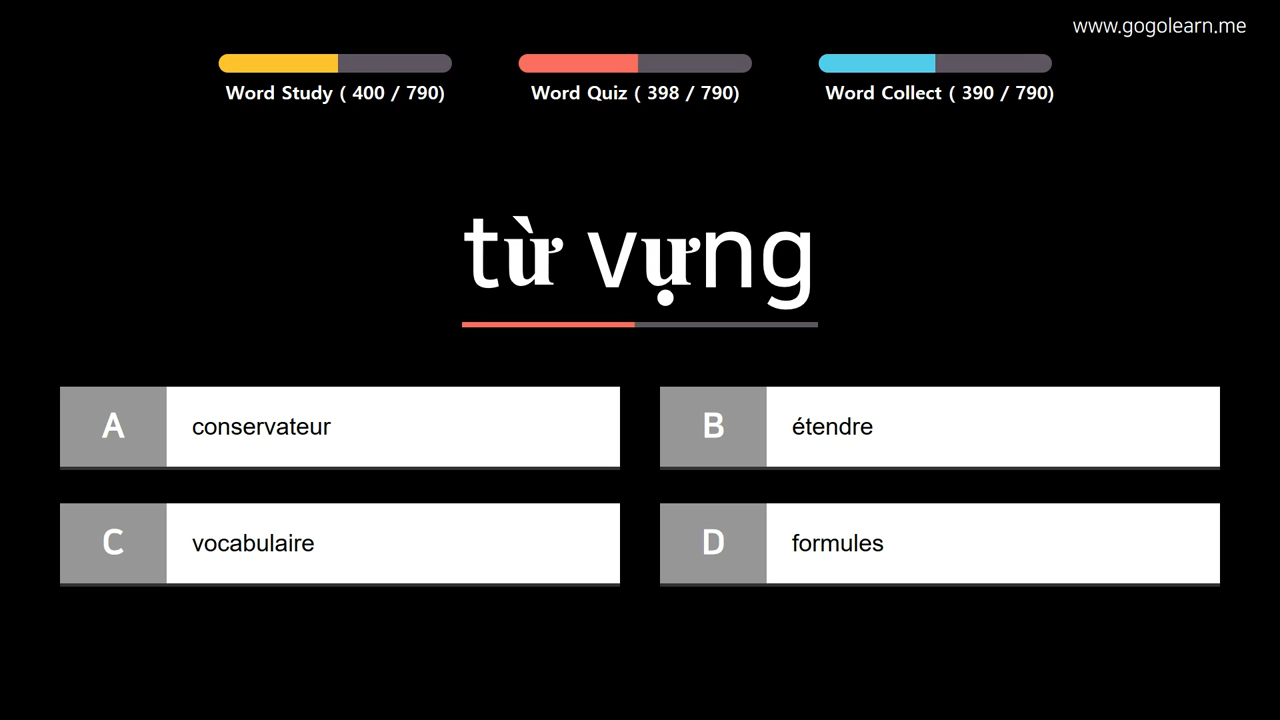 www.gogolearn.me
Word Study ( 400 / 790)
Word Quiz ( 398 / 790)
Word Collect ( 390 / 790)
từ vựng
A conservateur
B étendre
C vocabulaire
D formules